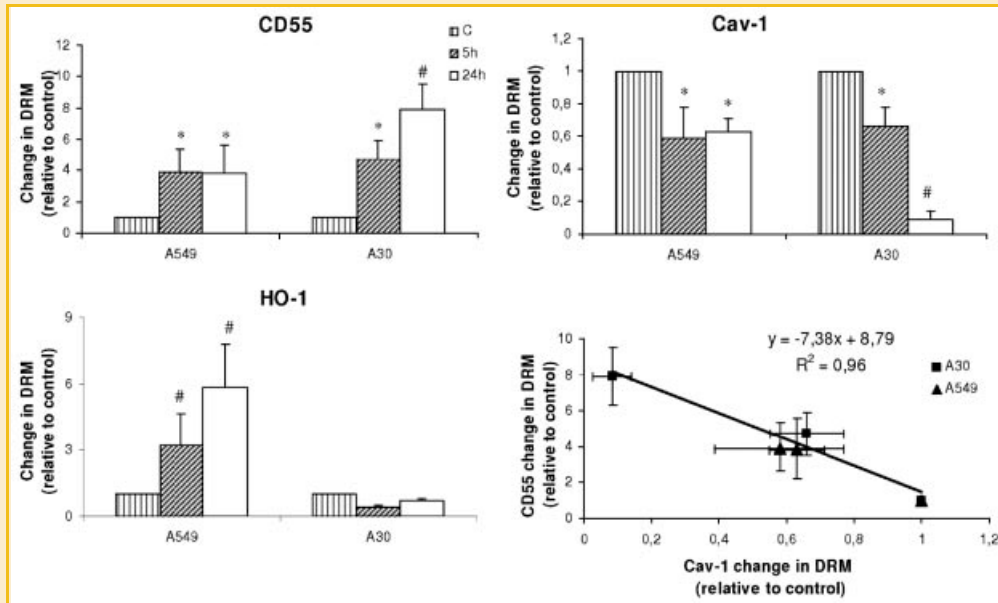 CD55
Change in DRM
(relative to control)
12
10
8
6
4
2
0
*
*
*
#
C
5h
24h
A549
A30
Cav-1
Change in DRM
(relative to control)
1,2
1
0,8
0,6
0,4
0,2
0
*
*
*
#
A549
A30
HO-1
Change in DRM
(relative to control)
9
6
3
0
#
#
A549
A30
CD55 change in DRM
(relative to control)
10
8
6
4
2
0
y = -7,38x + 8,79
R² = 0,96
A30
A549
0
0,2
0,4
0,6
0,8
1
1,2
Cav-1 change in DRM
(relative to control)